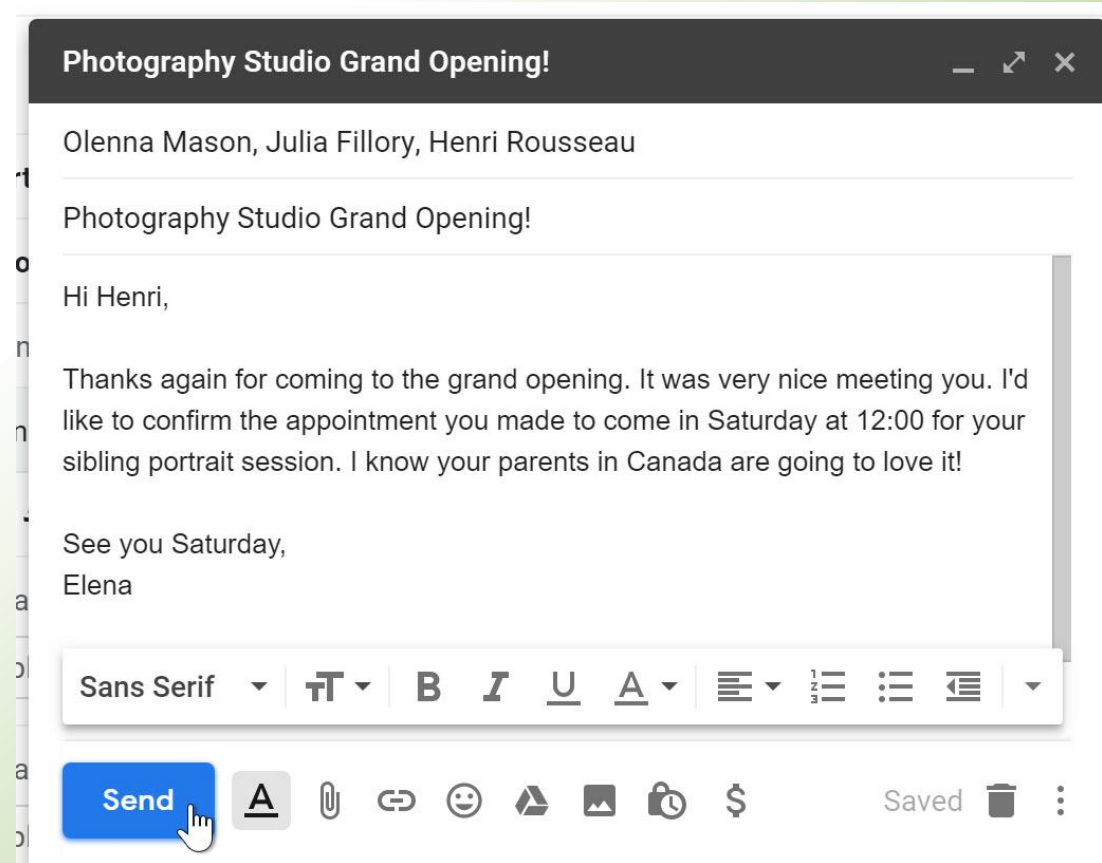 Photography Studio Grand Opening!
Olenna Mason, Julia Fillory, Henri Rousseau
Photography Studio Grand Opening!
Hi Henri,
Thanks again for coming to the grand opening. It was very nice meeting you. I'd
like to confirm the appointment you made to come in Saturday at 12:00 for your
sibling portrait session. I know your parents in Canada are going to love it!
See you Saturday,
Elena
Sans Serif
Send
Saved